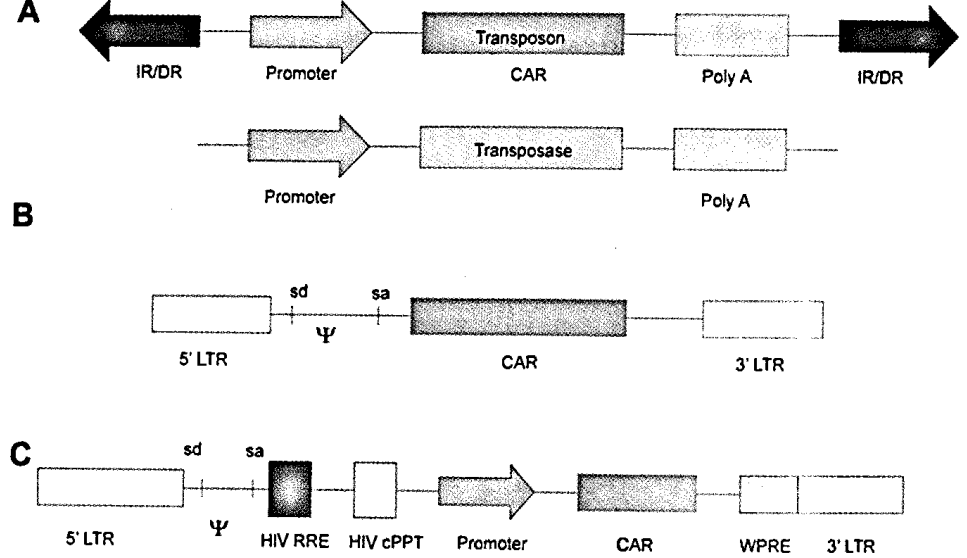 A
Transposon
IR/DR Promoter CAR Poly A IR/DR
Transposase
Promoter Poly A
B
sd sa
Ψ
5' LTR CAR 3' LTR
C
sd sa
Ψ
5' LTR HIV RRE HIV cPPT Promoter CAR WPRE 3' LTR